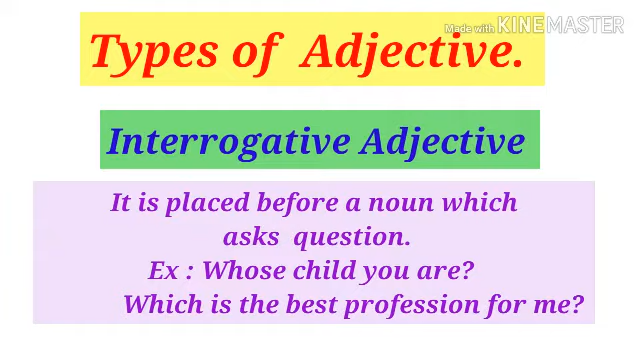 Made with KINEMASTER
Types of Adjective.
Interrogative Adjective
It is placed before a noun which
asks question.
Ex : Whose child you are?
Which is the best profession for me?